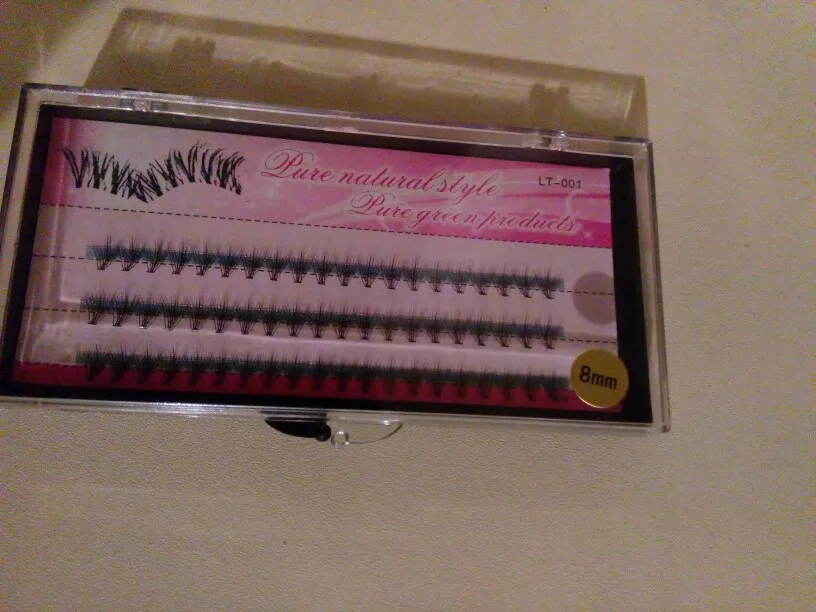 Pure natural style
LT-001
Pure green products
8mm